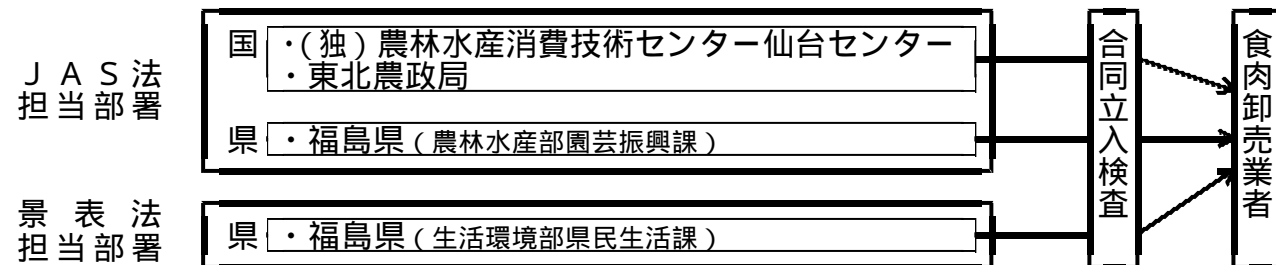 ＪＡＳ法
担当部署
国 ・(独)農林水産消費技術センター仙台センター
・東北農政局
県 ・福島県(農林水産部園芸振興課)
景表法
担当部署
県 ・福島県(生活環境部県民生活課)
合同立入検査
食肉卸売業者